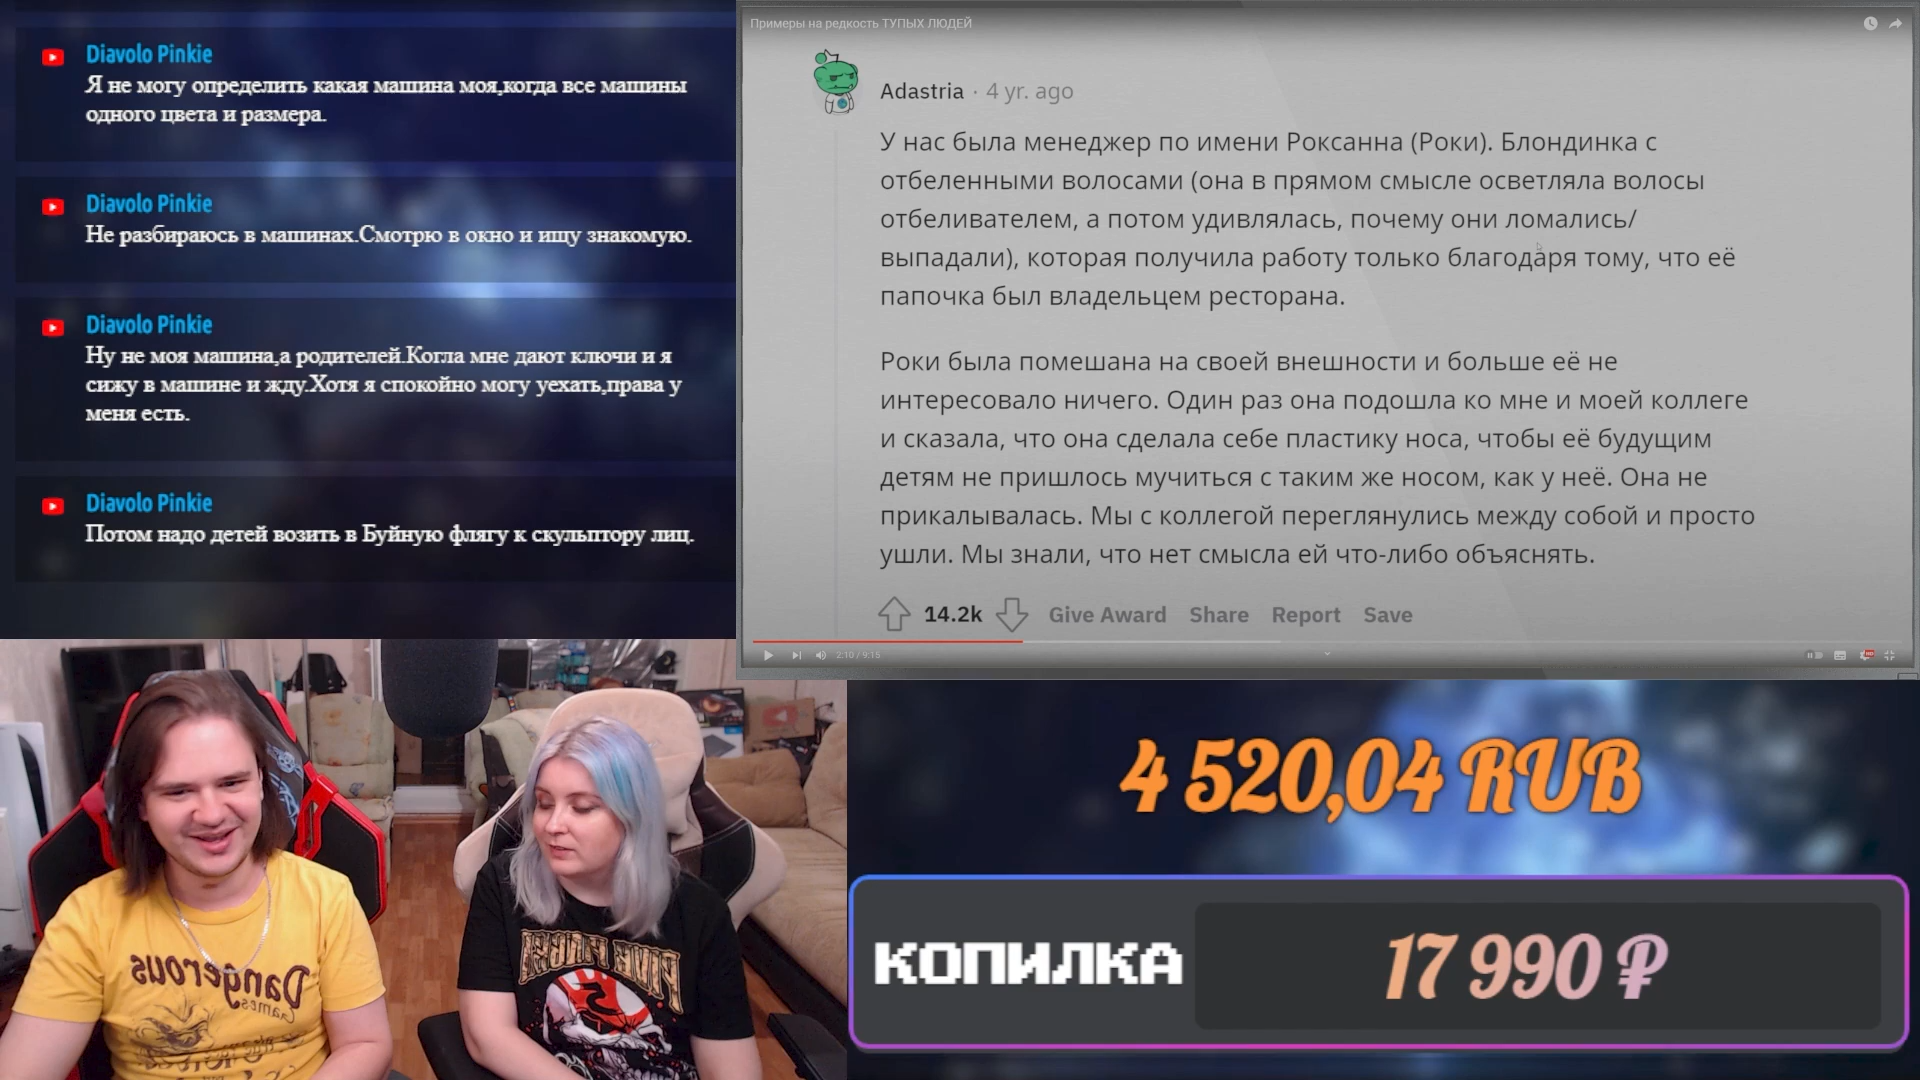 Diavolo Pinkie
Я не могу определить какая машина моя,когда все машины
одного цвета и размера.
Diavolo Pinkie
Не разбираюсь в машинах.Смотрю в окно и ищу знакомую.
Diavolo Pinkie
Ну не моя машина,а родителей.Когла мне дают ключи и я
сижу в машине и жду.Хотя я спокойно могу уехать,права у
меня есть.
Diavolo Pinkie
Потом надо детей возить в Буйную флягу к скульптору лиц.
Примеры на редкость ТУПЫХ ЛЮДЕЙ
Adastria · 4 yr. ago
У нас была менеджер по имени Роксанна (Роки). Блондинка с
отбеленными волосами (она в прямом смысле осветляла волосы
отбеливателем, а потом удивлялась, почему они ломались/
выпадали), которая получила работу только благодаря тому, что её
папочка был владельцем ресторана.
Роки была помешана на своей внешности и больше её не
интересовало ничего. Один раз она подошла ко мне и моей коллеге
и сказала, что она сделала себе пластику носа, чтобы её будущим
детям не пришлось мучиться с таким же носом, как у неё. Она не
прикалывалась. Мы с коллегой переглянулись между собой и просто
ушли. Мы знали, что нет смысла ей что-либо объяснять.
14.2k Give Award Share Report Save
2:10 / 9:15
Dangerous
Games
FIVE FINGER
4 520,04 RUB
КОПИЛКА
17 990 ₽